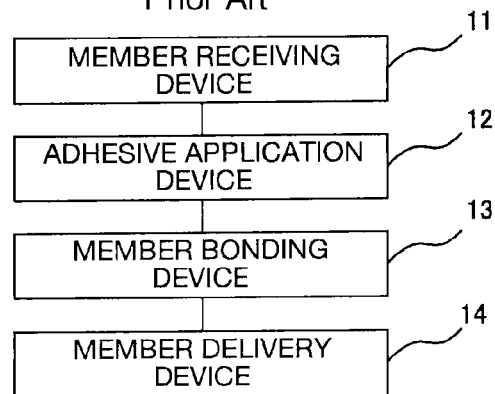 Prior Art
11
MEMBER RECEIVING
DEVICE
12
ADHESIVE APPLICATION
DEVICE
13
MEMBER BONDING
DEVICE
14
MEMBER DELIVERY
DEVICE